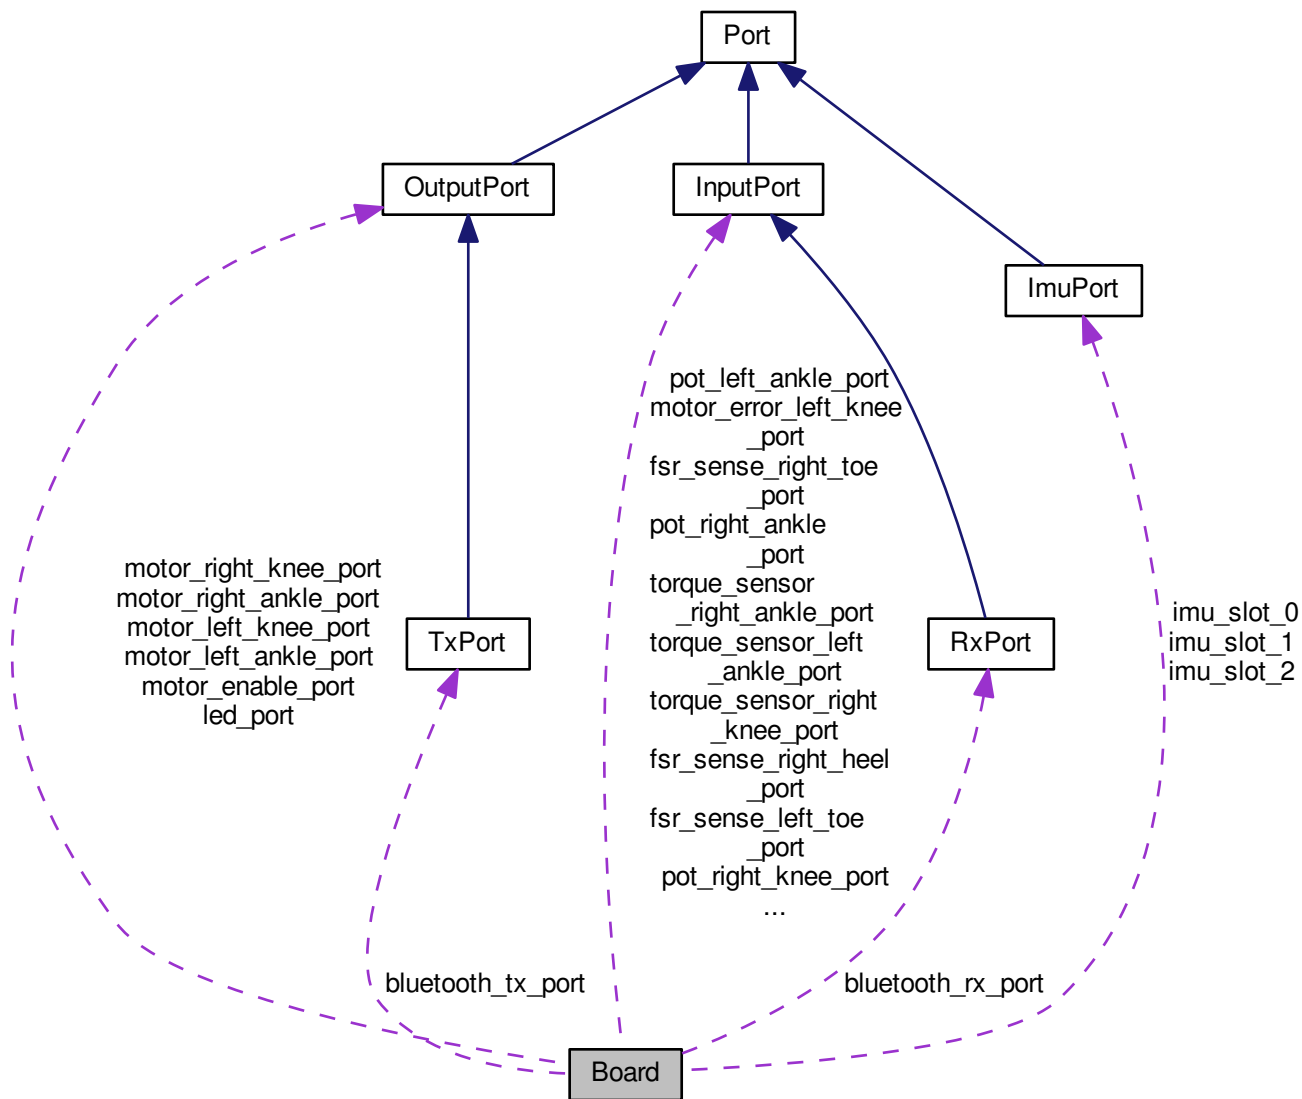 Port
OutputPort
InputPort
ImuPort
pot_left_ankle_port
motor_error_left_knee
_port
fsr_sense_right_toe
_port
pot_right_ankle
_port
torque_sensor
_right_ankle_port
torque_sensor_left
_ankle_port
torque_sensor_right
_knee_port
fsr_sense_right_heel
_port
fsr_sense_left_toe
_port
pot_right_knee_port
...
motor_right_knee_port
motor_right_ankle_port
motor_left_knee_port
motor_left_ankle_port
motor_enable_port
led_port
TxPort
RxPort
imu_slot_0
imu_slot_1
imu_slot_2
bluetooth_tx_port
bluetooth_rx_port
Board